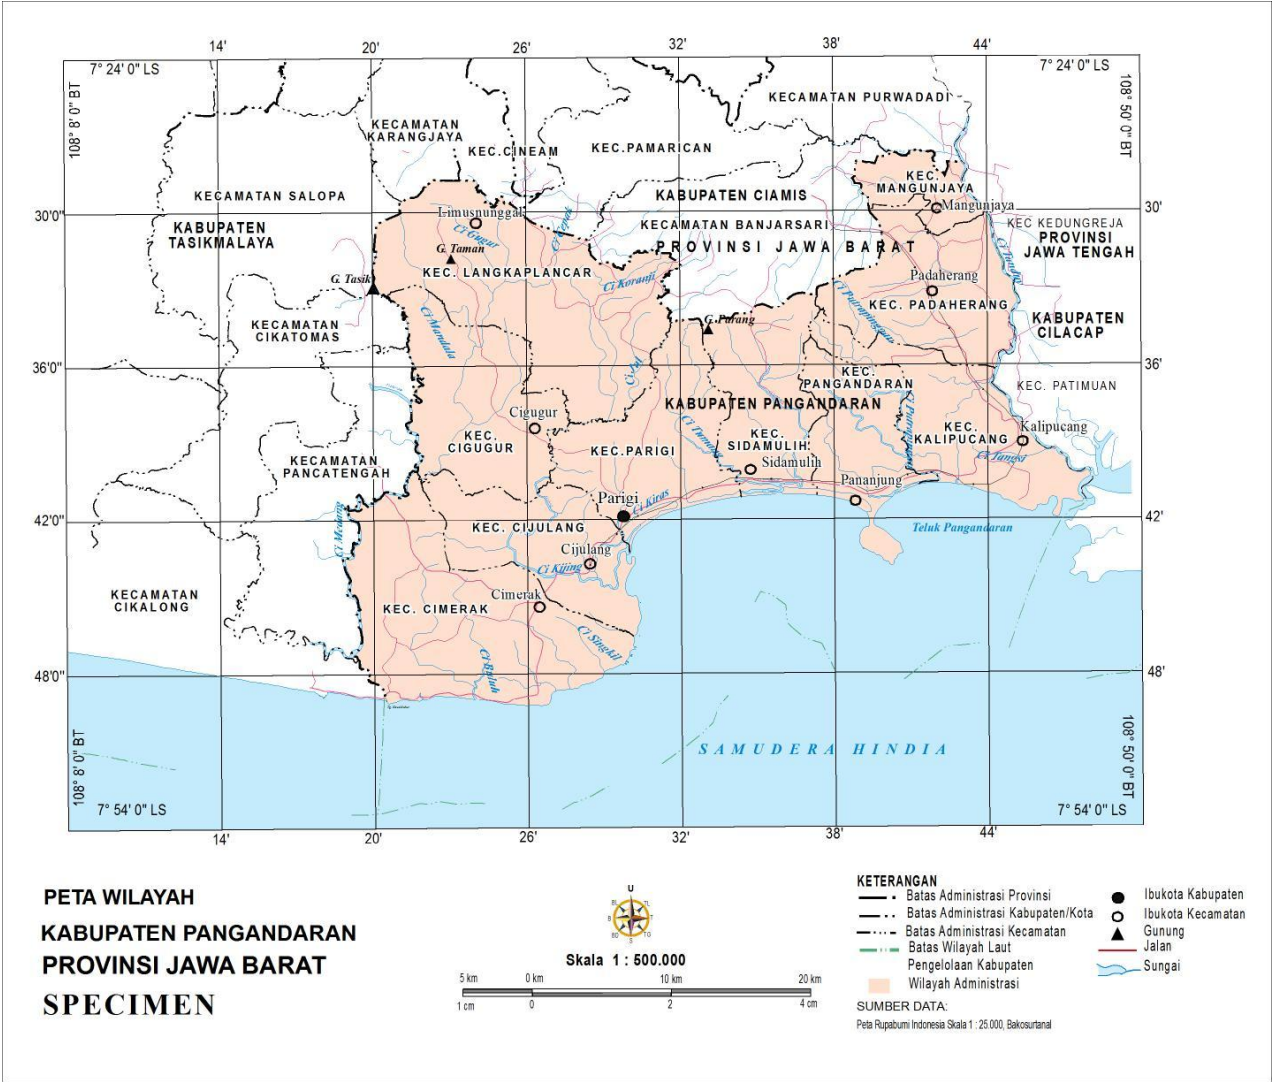 14'
20'
26'
32'
38'
44'
7° 24' 0" LS
7° 24' 0" LS
108° 8' 0" BT
108° 50' 0" BT
KECAMATAN PURWADADI
KECAMATAN
KARANGJAYA
KEC.CINEAM
KEC.PAMARICAN
KECAMATAN SALOPA
KABUPATEN CIAMIS
KEC.
MANGUNJAYA
Mangunjaya
30'0"
30'
Limusnunggal
Ci Gugur
KABUPATEN
TASIKMALAYA
KECAMATAN BANJARSARI
PROVINSI JAWA BARAT
KEC KEDUNGREJA
PROVINSI
JAWA TENGAH
G. Taman
G. Tasik
KEC. LANGKAPLANCAR
Ci Koranji
Padaherang
KEC. PADAHERANG
Ci Mandala
G. Parang
KECAMATAN
CIKATOMAS
KABUPATEN
CILACAP
36'0"
36'
KEC.
PANGANDARAN
KEC. PATIMUAN
KABUPATEN PANGANDARAN
Cigugur
KEC.
CIGUGUR
KEC.PARIGI
KEC.
SIDAMULIH
Sidamulih
KEC.
KALIPUCANG
Kalipucang
Ci Tangsi
KECAMATAN
PANCATENGAH
Pananjung
Parigi
Ci Kiras
42'0"
42'
KEC. CIJULANG
Teluk Pangandaran
Cijulang
Ci Kijing
KECAMATAN
CIKALONG
Cimerak
KEC. CIMERAK
Ci Singkil
48'0"
48'
SAMUDERA HINDIA
108° 8' 0" BT
108° 50' 0" BT
7° 54' 0" LS
7° 54' 0" LS
14'
20'
26'
32'
38'
44'
PETA WILAYAH
KABUPATEN PANGANDARAN
PROVINSI JAWA BARAT
SPECIMEN
U
Skala 1 : 500.000
5 km
0 km
10 km
20 km
1 cm
0
2
4 cm
KETERANGAN
Batas Administrasi Provinsi
Batas Administrasi Kabupaten/Kota
Batas Administrasi Kecamatan
Batas Wilayah Laut
Pengelolaan Kabupaten
Wilayah Administrasi
Ibukota Kabupaten
Ibukota Kecamatan
Gunung
Jalan
Sungai
SUMBER DATA:
Peta Rupabumi Indonesia Skala 1 : 25.000, Bakosurtanal